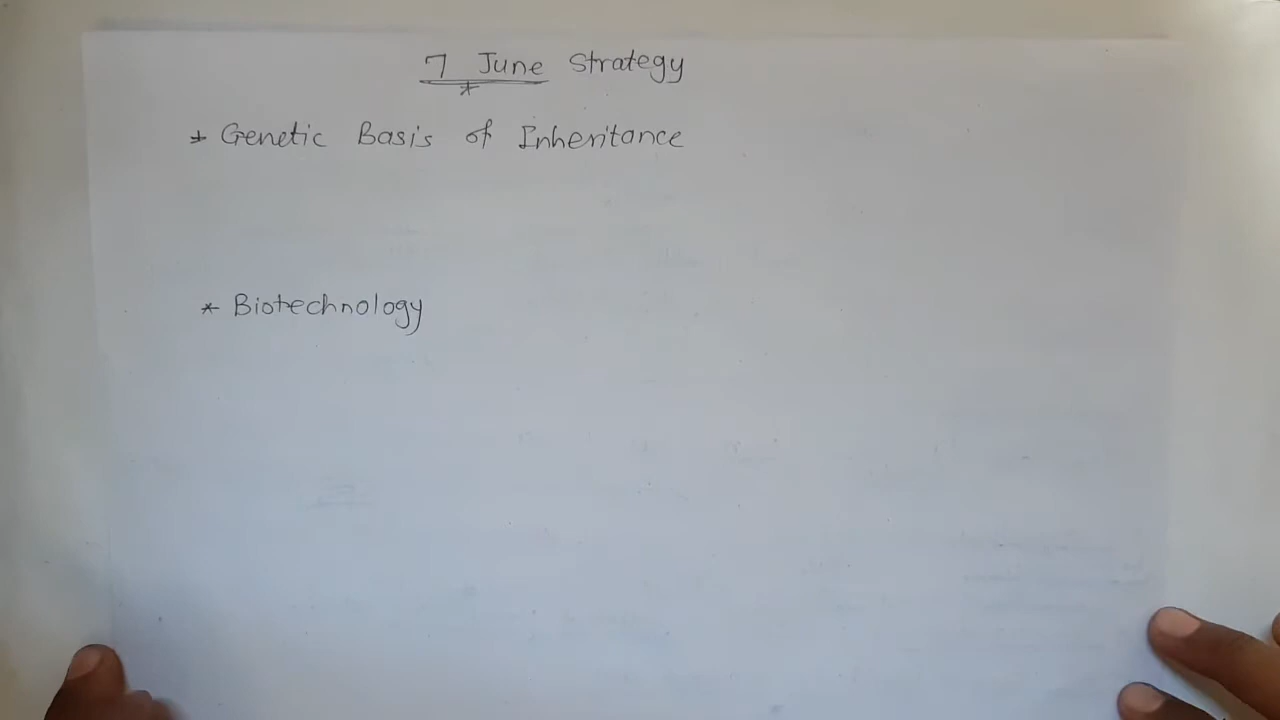 7 June Strategy
*
* Genetic Basis of Inheritance
* Biotechnology